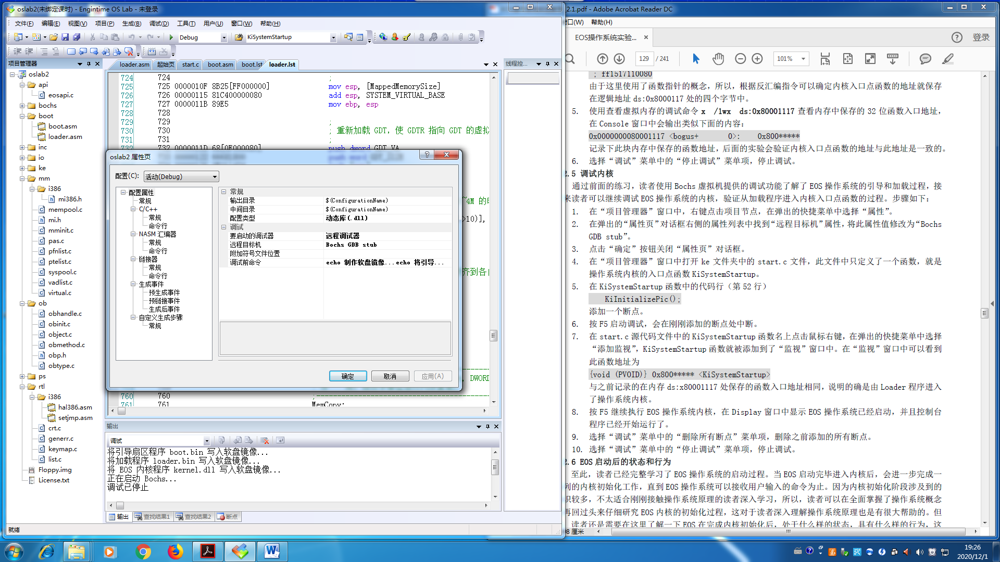 oslab2(未绑定课时) - Engintime OS Lab - 未登录
文件(F) 编辑(E) 视图(V) 项目(P) 生成(B) 调试(D) 工具(T) 用户(U) 窗口(W) 帮助(H)
Debug
KiSystemStartup
项目管理器
oslab2
api
eosapi.c
bochs
boot
boot.asm
loader.asm
inc
io
ke
mm
i386
mi386.h
mempool.c
mi.h
mminit.c
pas.c
pfnlist.c
ptelist.c
syspool.c
vadlist.c
virtual.c
ob
obhandle.c
obinit.c
object.c
obmethod.c
obp.h
obtype.c
ps
rtl
i386
hal386.asm
setjmp.asm
crt.c
generr.c
keymap.c
list.c
Floppy.img
License.txt
loader.asm 起始页 start.c boot.asm boot.lst loader.lst
724 724 ;
725 725 0000010F 8B25[FF000000] mov esp, [MappedMemorySize]
726 726 00000115 81C400000080 add esp, SYSTEM_VIRTUAL_BASE
727 727 0000011B 89E5 mov ebp, esp
728 728
729 729 ;
730 730 ; 重新加载 GDT，使 GDTR 指向 GDT 的虚拟
731 731 ;
732 732 0000011D 68[0F000080] push dword GDT_VA
~4M 的
>10)],
齐到各
, DWORD
760 760
761 761 MemCopy:
线程控...
oslab2 属性页
配置(C): 活动(Debug)
配置属性
常规
C/C++
常规
命令行
NASM 汇编器
常规
命令行
链接器
常规
命令行
生成事件
预生成事件
预链接事件
生成后事件
自定义生成步骤
常规
常规
输出目录 $(ConfigurationName)
中间目录 $(ConfigurationName)
配置类型 动态库(.dll)
调试
要启动的调试器 远程调试器
远程目标机 Bochs GDB stub
附加符号文件位置
调试前命令 echo 制作软盘镜像...echo 将引导...
确定 取消 应用(A)
输出
调试
将引导扇区程序 boot.bin 写入软盘镜像...
将加载程序 loader.bin 写入软盘镜像...
将 EOS 内核程序 kernel.dll 写入软盘镜像...
正在启动 Bochs...
调试已停止
输出 查找结果1 查找结果2 断点
就绪
2.1.pdf - Adobe Acrobat Reader DC
口(W) 帮助(H)
EOS操作系统实验...
登录
129 / 241
101%
; ff1517110080
由于这里使用了函数指针的概念，所以，根据反汇编指令可以确定内核入口点函数的地址就保存
在逻辑地址 ds:0x8000117 处的四个字节中。
5. 使用查看虚拟内存的调试命令 x /1wx ds:0x80001117 查看内存中保存的 32 位函数入口地址，
在 Console 窗口中会输出类似下面的内容：
0x0000000080001117 <bogus+ 0>: 0x800*****
记录下此块内存中保存的函数地址，后面的实验会验证内核入口点函数的地址与此地址是一致的。
6. 选择“调试”菜单中的“停止调试”菜单项，停止调试。
2.5 调试内核
通过前面的练习，读者使用 Bochs 虚拟机提供的调试功能了解了 EOS 操作系统的引导和加载过程，接
来读者可以继续调试 EOS 操作系统的内核，验证从加载程序进入内核入口点函数的过程。步骤如下：
1. 在“项目管理器”窗口中，右键点击项目节点，在弹出的快捷菜单中选择“属性”。
2. 在弹出的“属性页”对话框右侧的属性列表中找到“远程目标机”属性，将此属性值修改为“Bochs
GDB stub”。
3. 点击“确定”按钮关闭“属性页”对话框。
4. 在“项目管理器”窗口中打开 ke 文件夹中的 start.c 文件，此文件中只定义了一个函数，就是
操作系统内核的入口点函数 KiSystemStartup。
5. 在 KiSystemStartup 函数中的代码行（第 52 行）
KiInitializePic();
添加一个断点。
6. 按 F5 启动调试，会在刚刚添加的断点处中断。
7. 在 start.c 源代码文件中的 KiSystemStartup 函数名上点击鼠标右键，在弹出的快捷菜单中选择
“添加监视”，KiSystemStartup 函数就被添加到了“监视”窗口中。在“监视”窗口中可以看到
此函数地址为
{void (PVOID)} 0x800***** <KiSystemStartup>
与之前记录的在内存 ds:x80001117 处保存的函数入口地址相同，说明的确是由 Loader 程序进入
了操作系统内核。
8. 按 F5 继续执行 EOS 操作系统内核，在 Display 窗口中显示 EOS 操作系统已经启动，并且控制台
程序已经开始运行了。
9. 选择“调试”菜单中的“删除所有断点”菜单项，删除之前添加的所有断点。
10. 选择“调试”菜单中的“停止调试”菜单项，停止调试。
2.6 EOS 启动后的状态和行为
至此，读者已经完整学习了 EOS 操作系统的启动过程。当 EOS 启动完毕进入内核后，会进一步完成一
列的内核初始化工作，直到 EOS 操作系统可以接收用户输入的命令为止。因为内核初始化阶段涉及到的
识较多，不太适合刚刚接触操作系统原理的读者深入学习，所以，读者可以在全面掌握了操作系统概念
再回过头来仔细研究 EOS 内核的初始化过程，这对于读者深入理解操作系统原理也是有很大帮助的。但
读者还是需要在这里了解一下 EOS 在完成内核初始化后，处于什么样的状态，具有什么样的行为，这
08 厘米
19:26
2020/12/1